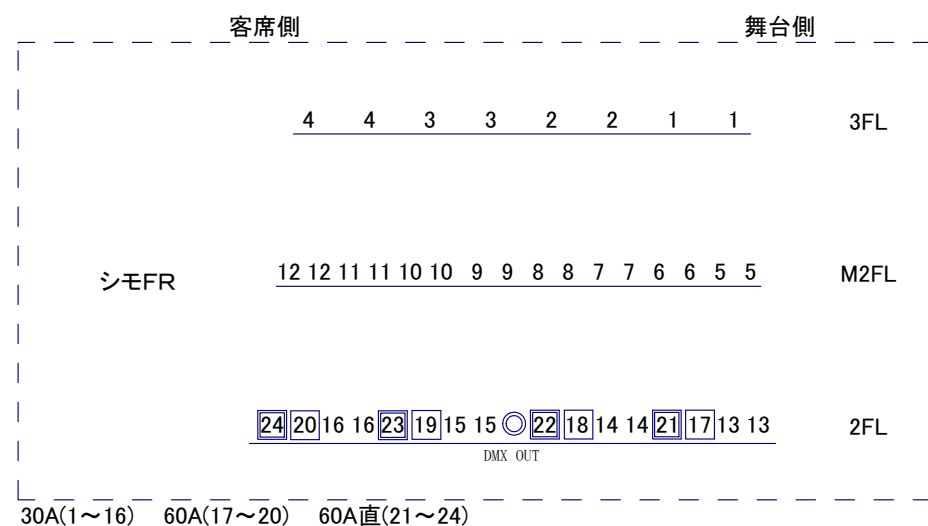 客席側 舞台側
4 4 3 3 2 2 1 1 3FL
シモFR 12 12 11 11 10 10 9 9 8 8 7 7 6 6 5 5 M2FL
24 20 16 16 23 19 15 15 22 18 14 14 21 17 13 13 2FL
DMX OUT
30A(1～16) 60A(17～20) 60A直(21～24)